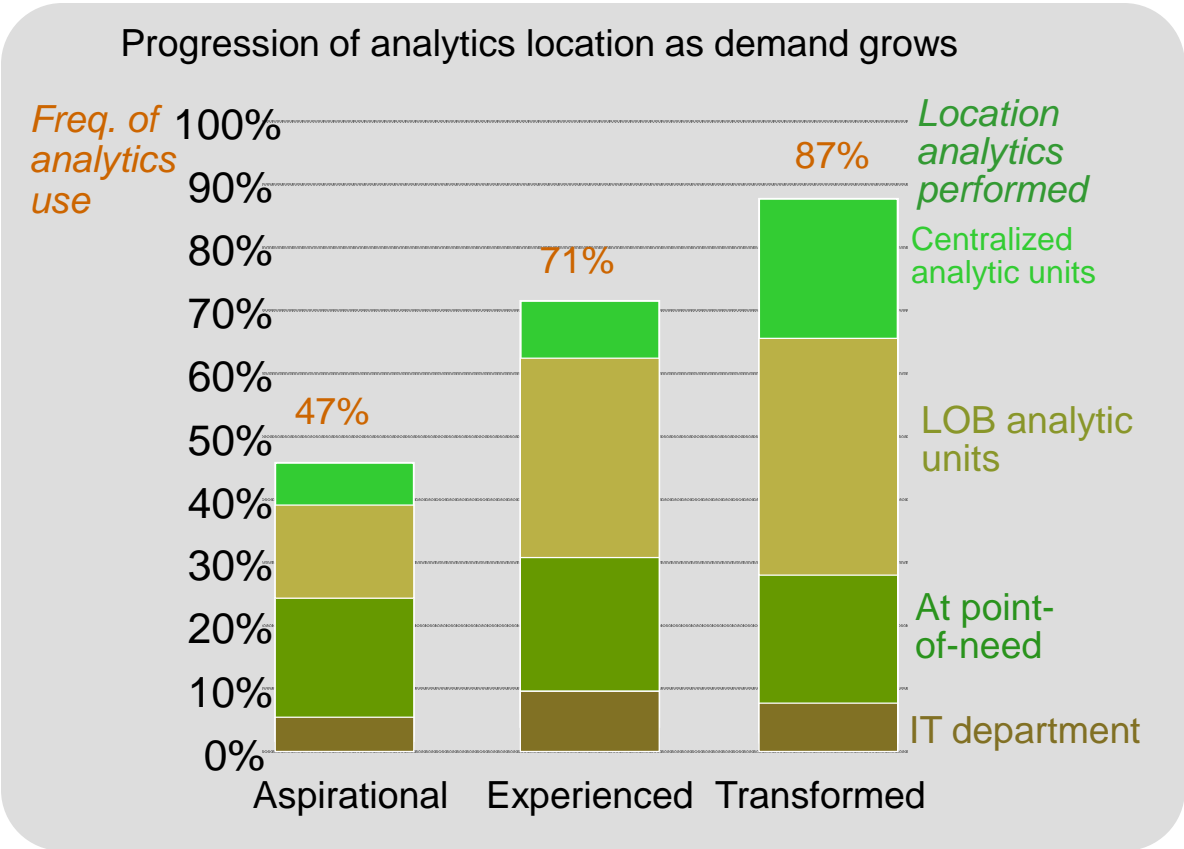 Progression of analytics location as demand grows
Freq. of
analytics
use
100%
90%
80%
70%
60%
50%
40%
30%
20%
10%
0%
47%
71%
87%
Location
analytics
performed
Centralized
analytic units
LOB analytic
units
At point-
of-need
IT department
Aspirational
Experienced
Transformed